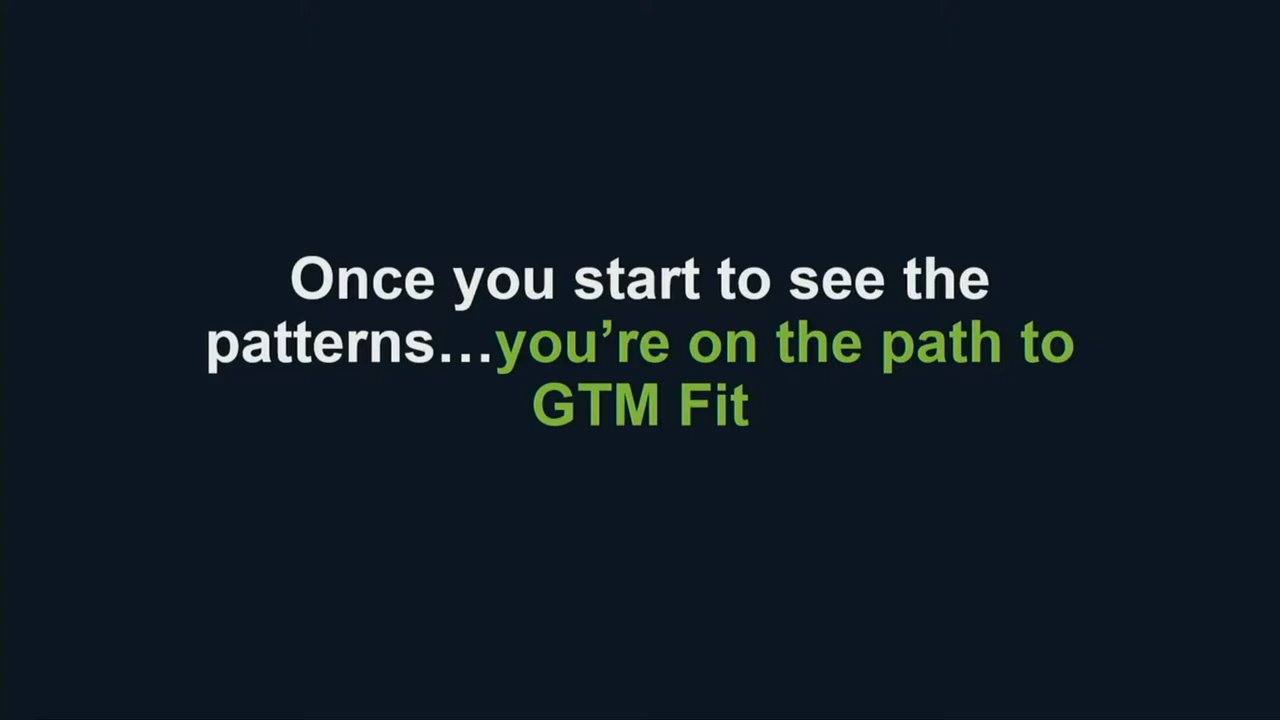 Once you start to see the
patterns…you’re on the path to
GTM Fit